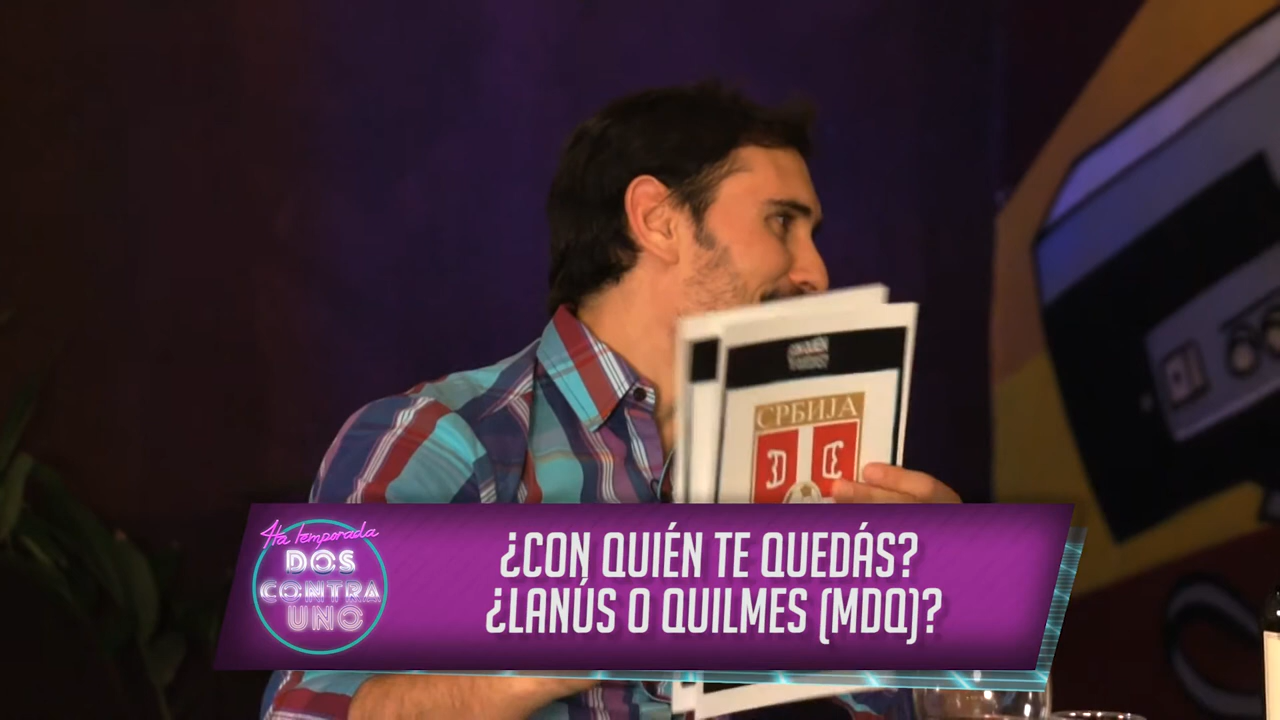 СРБИЈА
4ta temporada
DOS
CONTRA
UNO
¿CON QUIÉN TE QUEDÁS?
¿LANÚS O QUILMES (MDQ)?